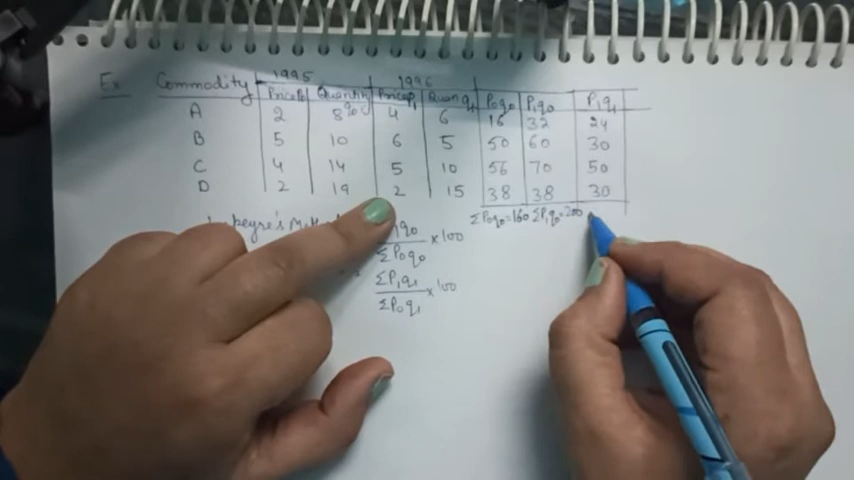 Ex Commodity 1995 1996
Price P0 Quantity q0 Price P1 Quan q1 P0q0 P1q0 P1q1
A 2 8 4 6 16 32 24
B 5 10 6 5 50 60 30
C 4 14 5 10 56 70 50
D 2 19 2 15 38 38 30
ΣP0q0=160 ΣP1q0=200
q0 × 100
ΣP0q0
ΣP1q1 × 100
ΣP0q1